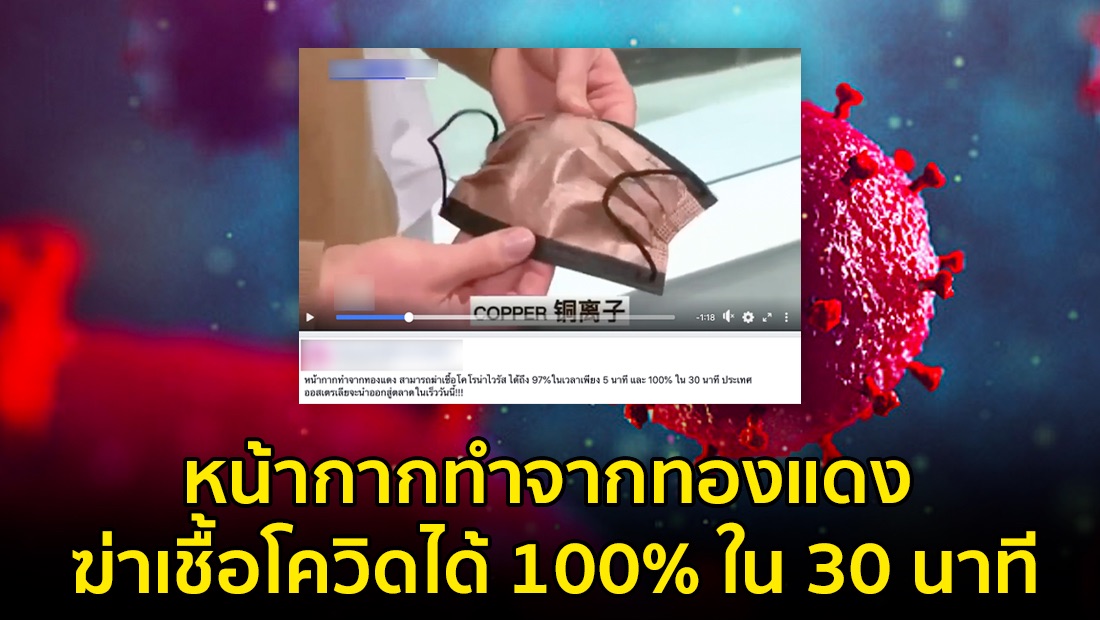 COPPER 铜离子
-1:18
หน้ากากทำจากทองแดง สามารถฆ่าเชื้อโคโรน่าไวรัส ได้ถึง 97%ในเวลาเพียง 5 นาที และ 100% ใน 30 นาที ประเทศ
ออสเตรเลียจะนำออกสู่ตลาดในเร็ววันนี้!!!
หน้ากากทำจากทองแดง
ฆ่าเชื้อโควิดได้ 100% ใน 30 นาที